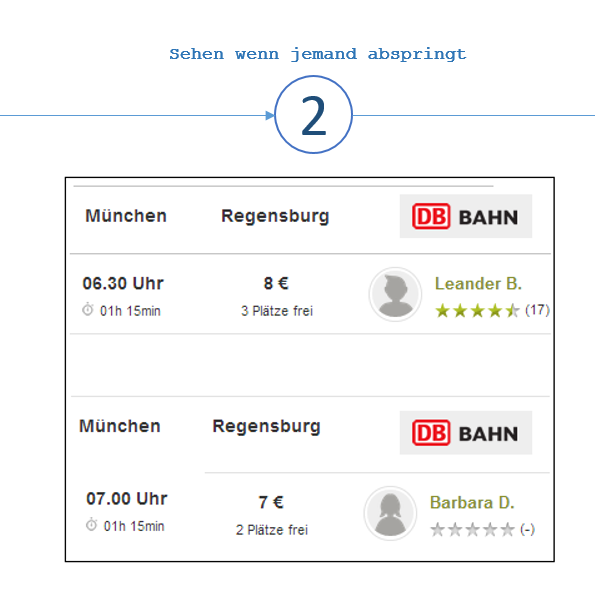 Sehen wenn jemand abspringt
2
München Regensburg DB BAHN
06.30 Uhr 8 € Leander B.
01h 15min 3 Plätze frei (17)
München Regensburg DB BAHN
07.00 Uhr 7 € Barbara D.
01h 15min 2 Plätze frei (-)